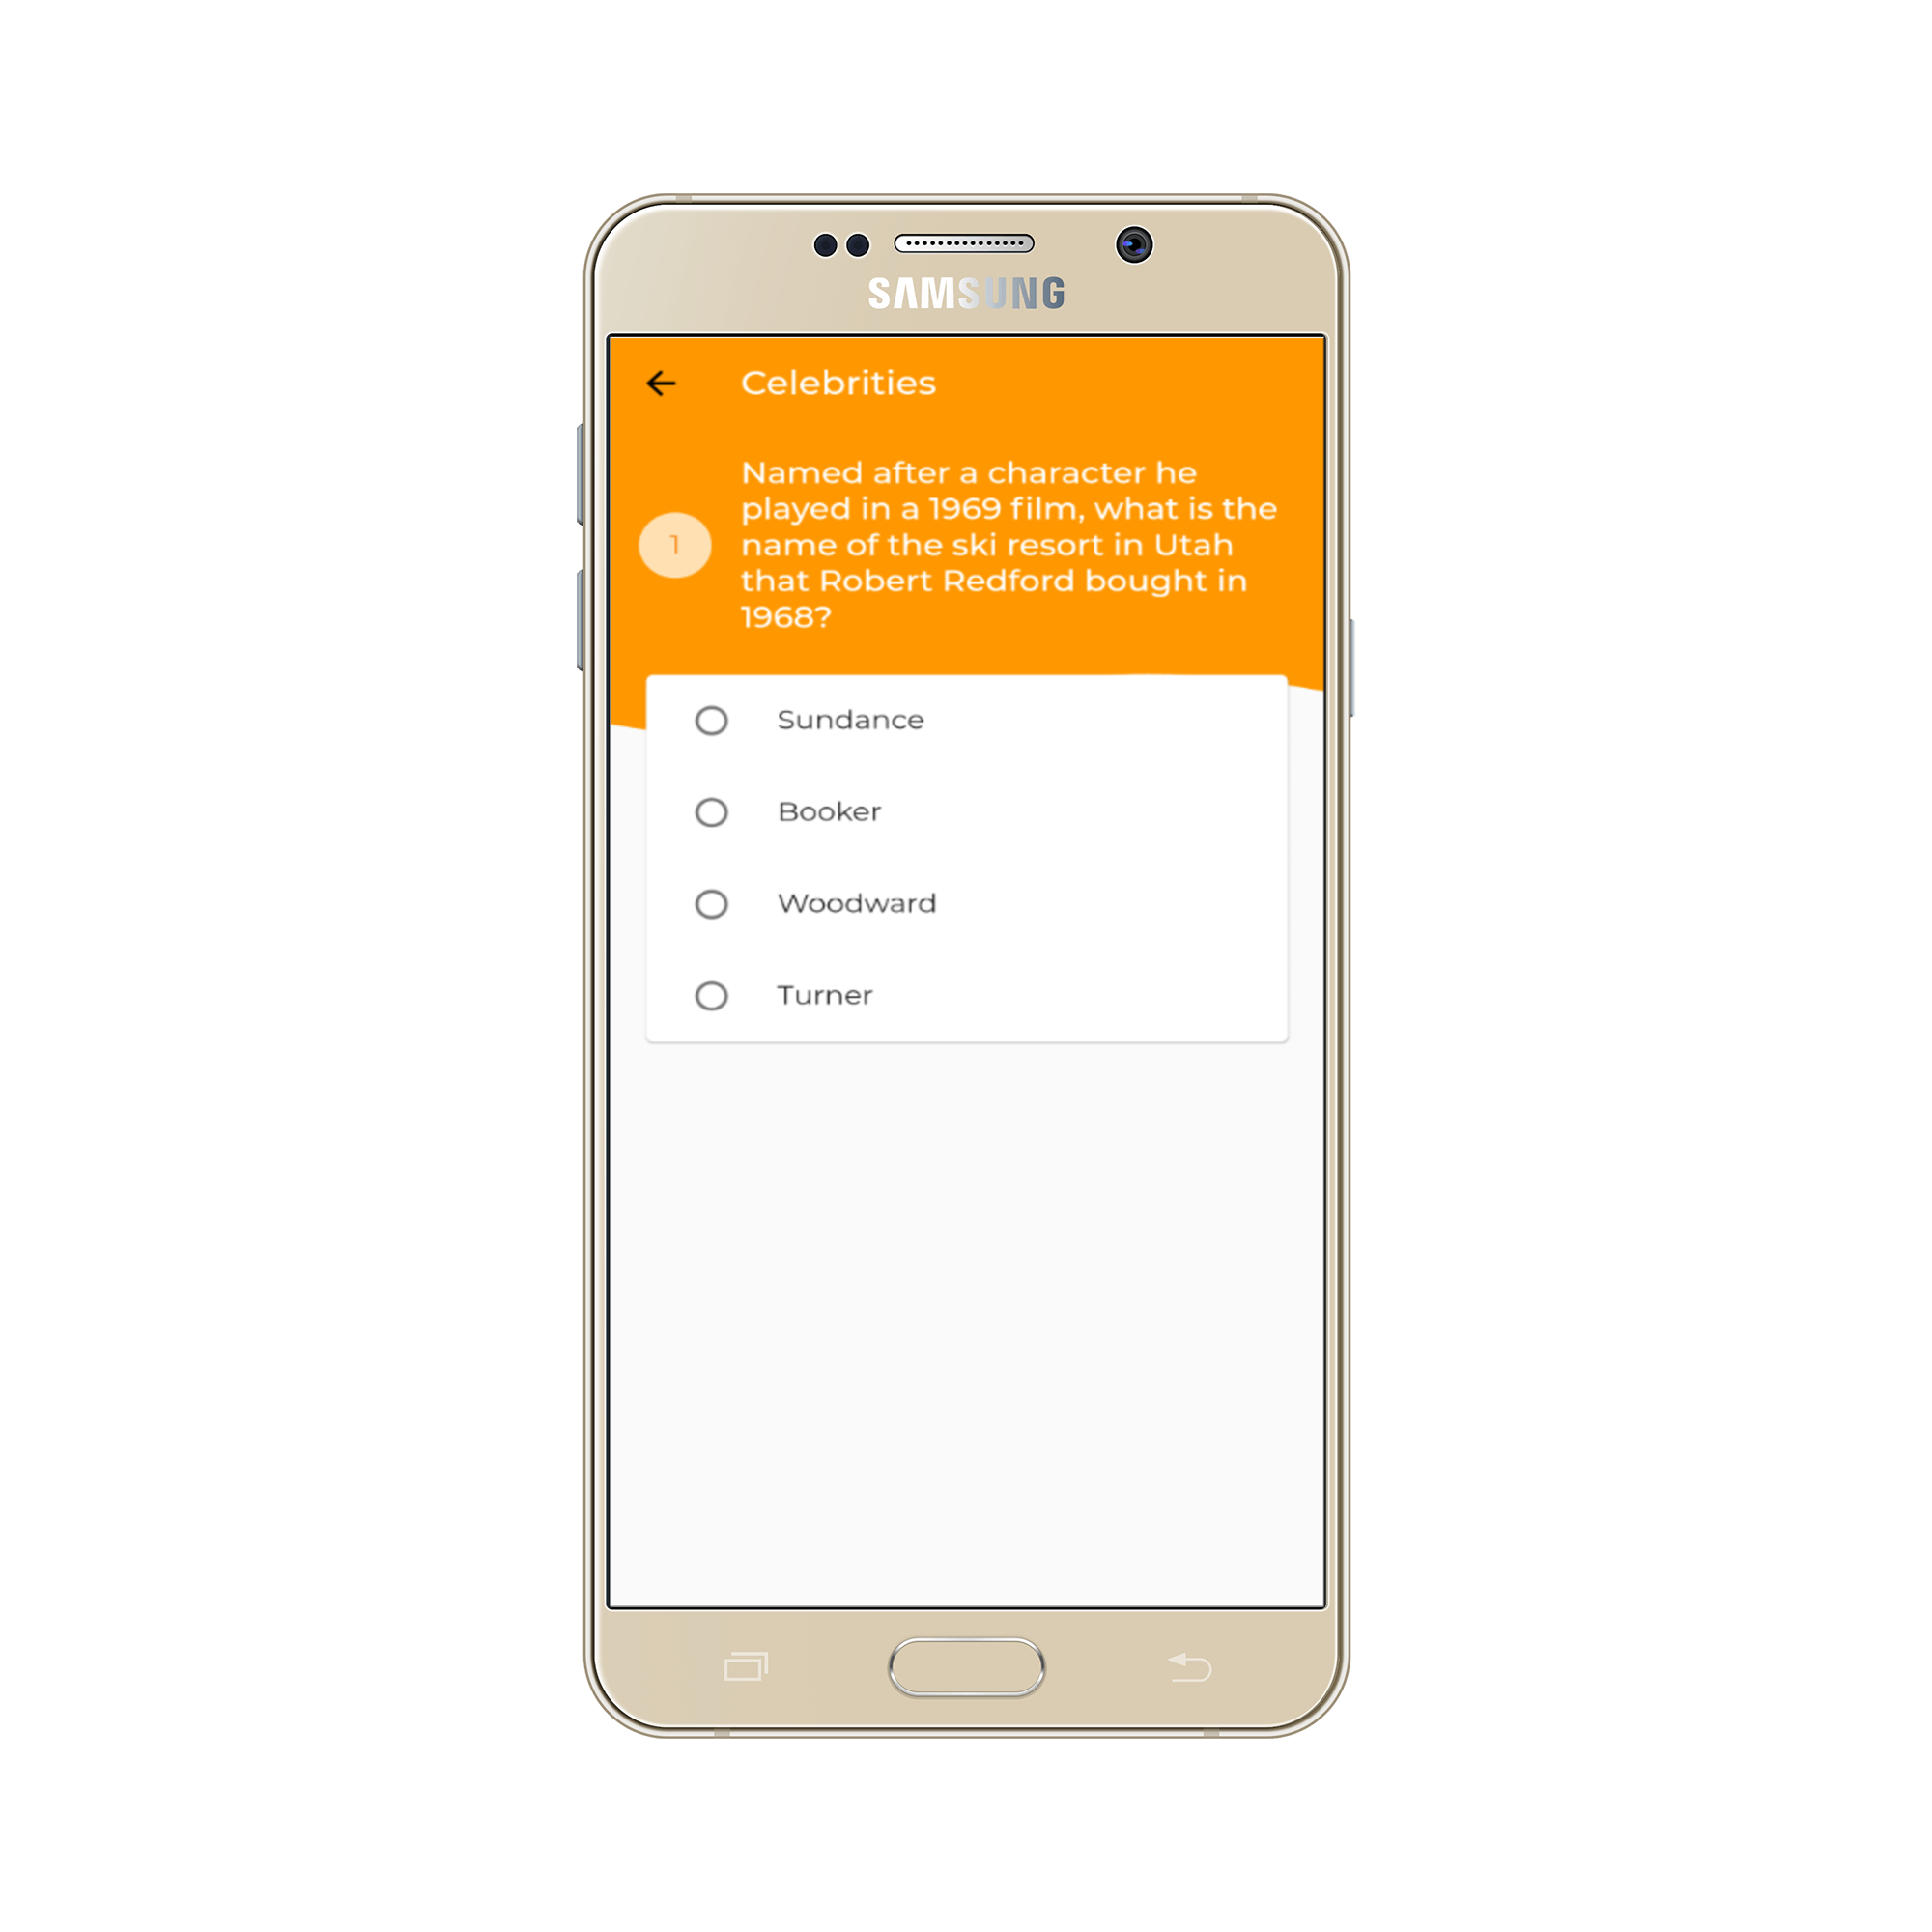 SAMSUNG
Celebrities
Named after a character he
played in a 1969 film, what is the
1
name of the ski resort in Utah
that Robert Redford bought in
1968?
Sundance
Booker
Woodward
Turner